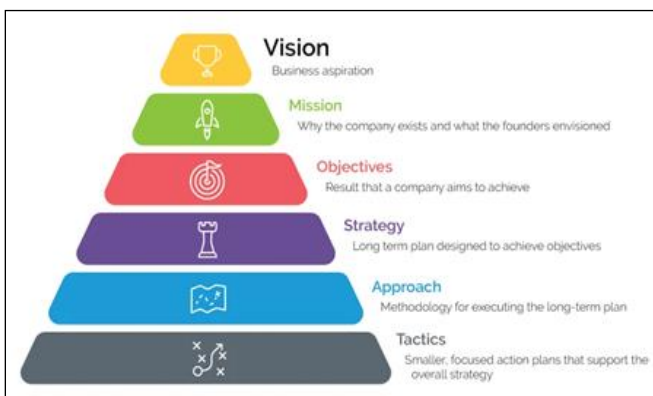 Vision
Business aspiration
Mission
Why the company exists and what the founders envisioned
Objectives
Result that a company aims to achieve
Strategy
Long term plan designed to achieve objectives
Approach
Methodology for executing the long-term plan
Tactics
Smaller, focused action plans that support the
overall strategy